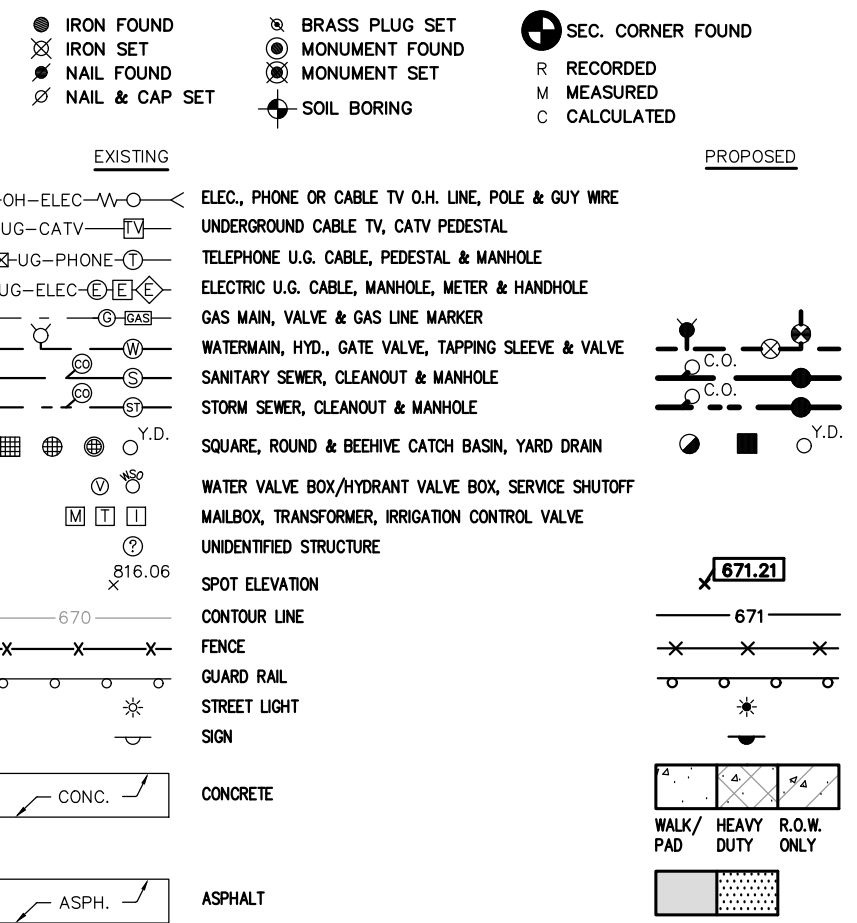 IRON FOUND
IRON SET
NAIL FOUND
NAIL & CAP SET
BRASS PLUG SET
MONUMENT FOUND
MONUMENT SET
SOIL BORING
SEC. CORNER FOUND
R RECORDED
M MEASURED
C CALCULATED
EXISTING PROPOSED
OH-ELEC ELEC., PHONE OR CABLE TV O.H. LINE, POLE & GUY WIRE
UG-CATV TV UNDERGROUND CABLE TV, CATV PEDESTAL
UG-PHONE T TELEPHONE U.G. CABLE, PEDESTAL & MANHOLE
UG-ELEC E E E ELECTRIC U.G. CABLE, MANHOLE, METER & HANDHOLE
G GAS GAS MAIN, VALVE & GAS LINE MARKER
W WATERMAIN, HYD., GATE VALVE, TAPPING SLEEVE & VALVE
CO S SANITARY SEWER, CLEANOUT & MANHOLE C.O.
CO ST STORM SEWER, CLEANOUT & MANHOLE C.O.
Y.D. SQUARE, ROUND & BEEHIVE CATCH BASIN, YARD DRAIN Y.D.
V WSO WATER VALVE BOX/HYDRANT VALVE BOX, SERVICE SHUTOFF
M T I MAILBOX, TRANSFORMER, IRRIGATION CONTROL VALVE
? UNIDENTIFIED STRUCTURE
816.06 SPOT ELEVATION 671.21
670 CONTOUR LINE 671
FENCE
GUARD RAIL
STREET LIGHT
SIGN
CONC. CONCRETE
WALK/ HEAVY R.O.W.
PAD DUTY ONLY
ASPH. ASPHALT